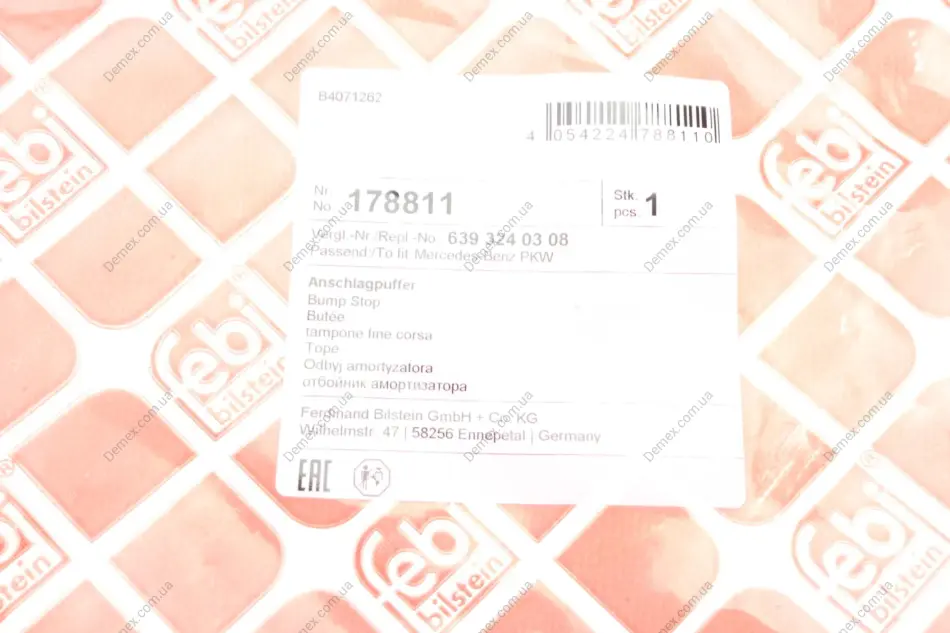 B4071262
4 054224 788110
Nr.
No. 178811
Stk.
pcs. 1
Vergl.-Nr./Repl.-No. 639 324 03 08
Passend /To fit Mercedes-Benz PKW
Anschlagpuffer
Bump Stop
Butée
tampone fine corsa
Tope
Odbyj amortyzatora
отбойник амортизатора
Ferdinand Bilstein GmbH + Co. KG
Wilhelmstr. 47 | 58256 Ennepetal | Germany
EAC
febi®
bilstein
Demex.com.ua